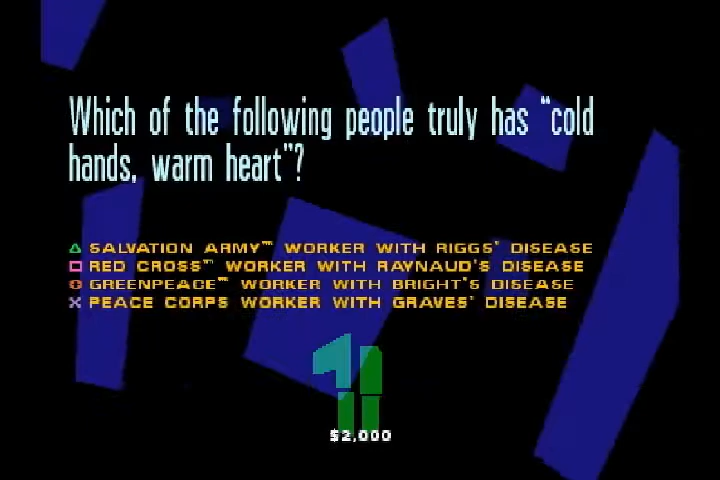 Which of the following people truly has “cold
hands, warm heart”?
SALVATION ARMY™ WORKER WITH RIGGS' DISEASE
RED CROSS™ WORKER WITH RAYNAUD'S DISEASE
GREENPEACE™ WORKER WITH BRIGHT'S DISEASE
X PEACE CORPS WORKER WITH GRAVES' DISEASE
11
$2,000